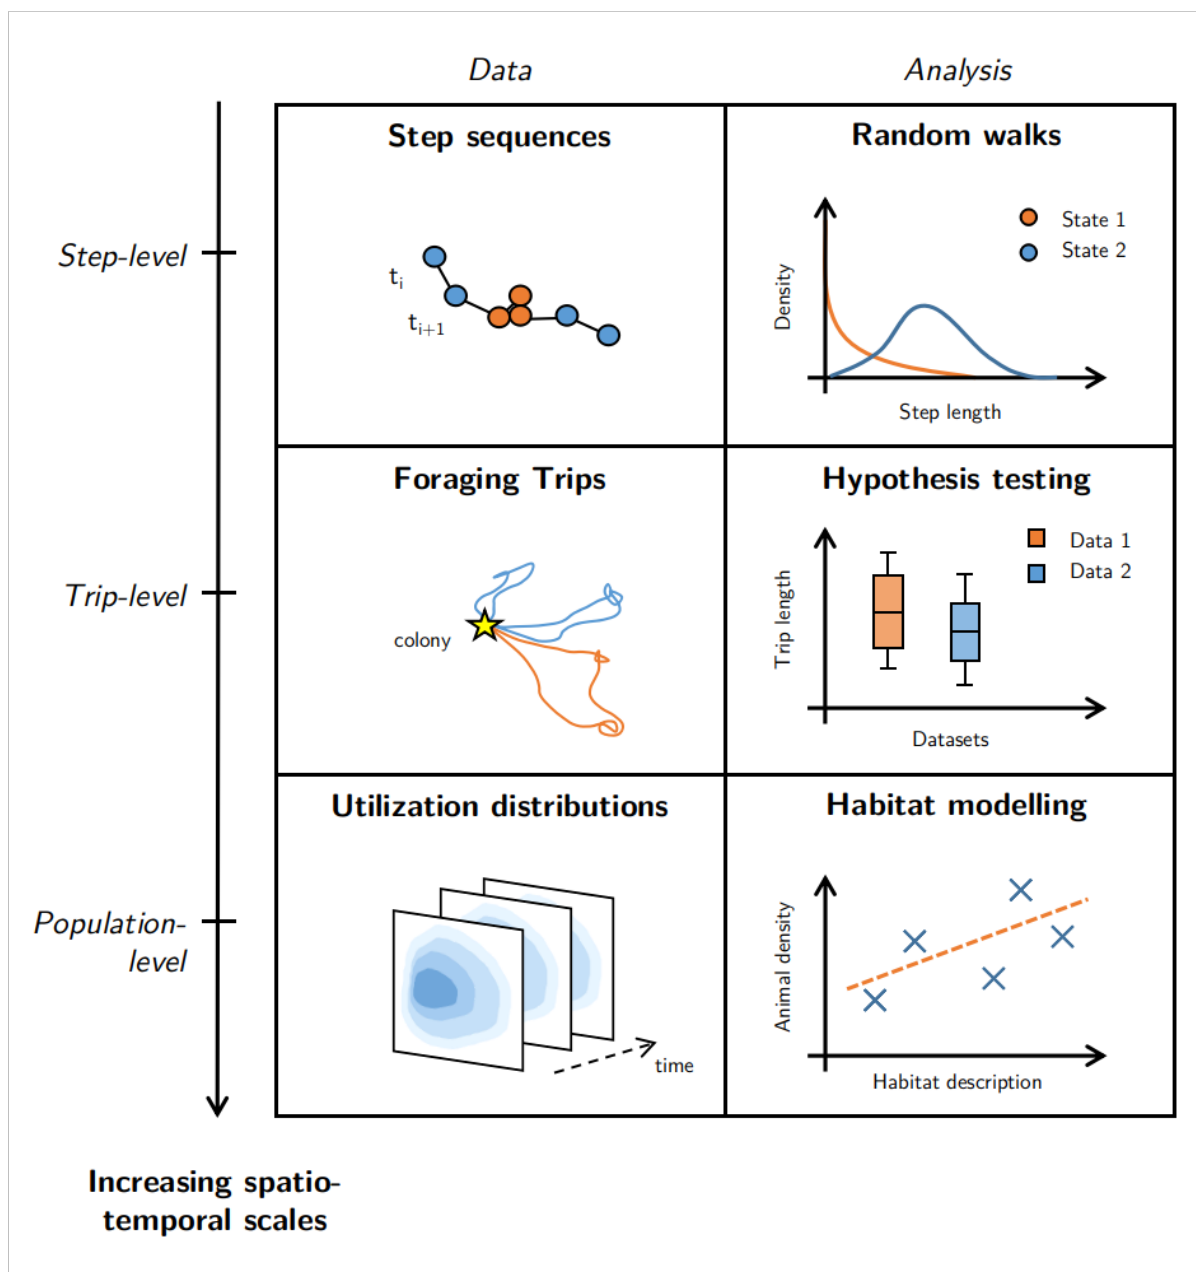 Data
Analysis
Step-level
Step sequences
t_i
t_{i+1}
Random walks
State 1
State 2
Density
Step length
Trip-level
Foraging Trips
colony
Hypothesis testing
Data 1
Data 2
Trip length
Datasets
Population-
level
Utilization distributions
time
Habitat modelling
Animal density
Habitat description
Increasing spatio-
temporal scales